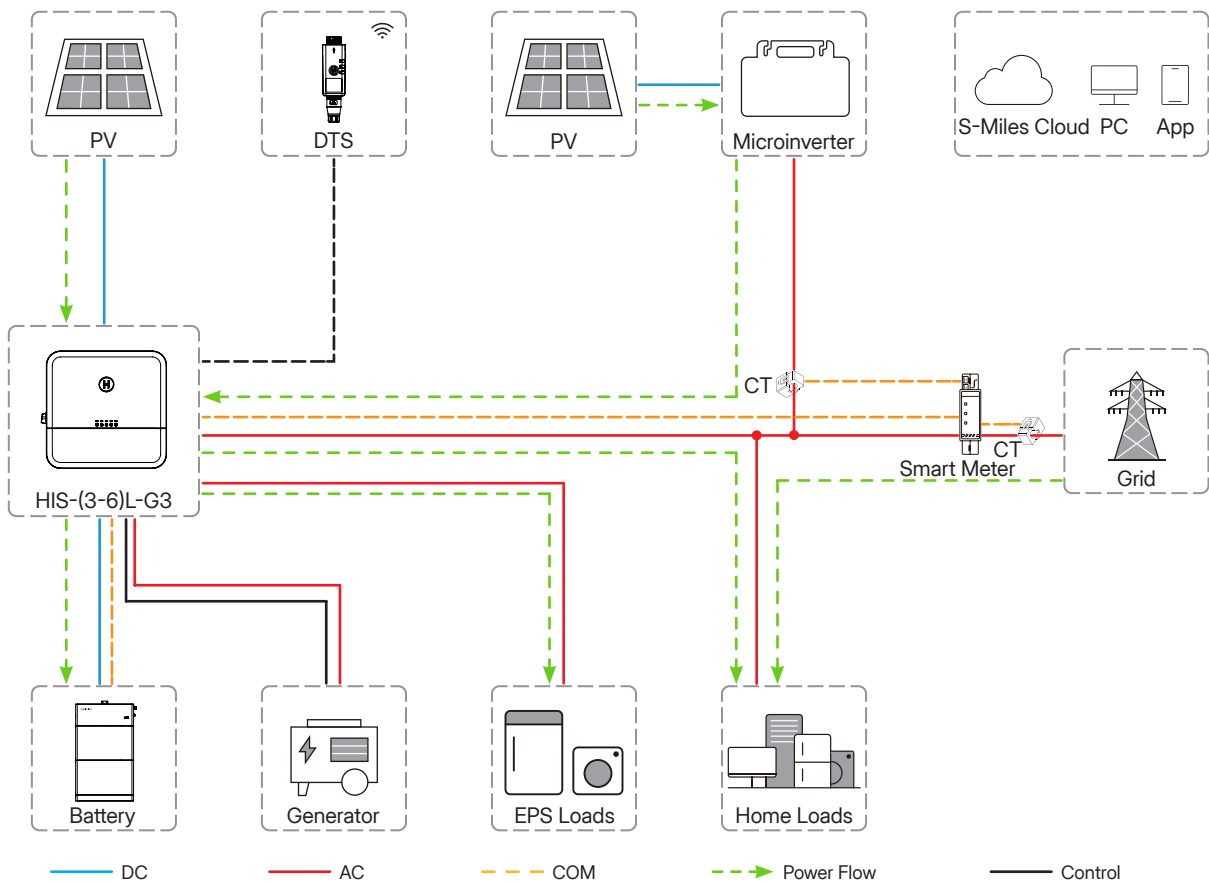 PV
DTS
PV
Microinverter
S-Miles Cloud PC App
CT
CT
Smart Meter
Grid
HIS-(3-6)L-G3
Battery
Generator
EPS Loads
Home Loads
DC
AC
COM
Power Flow
Control